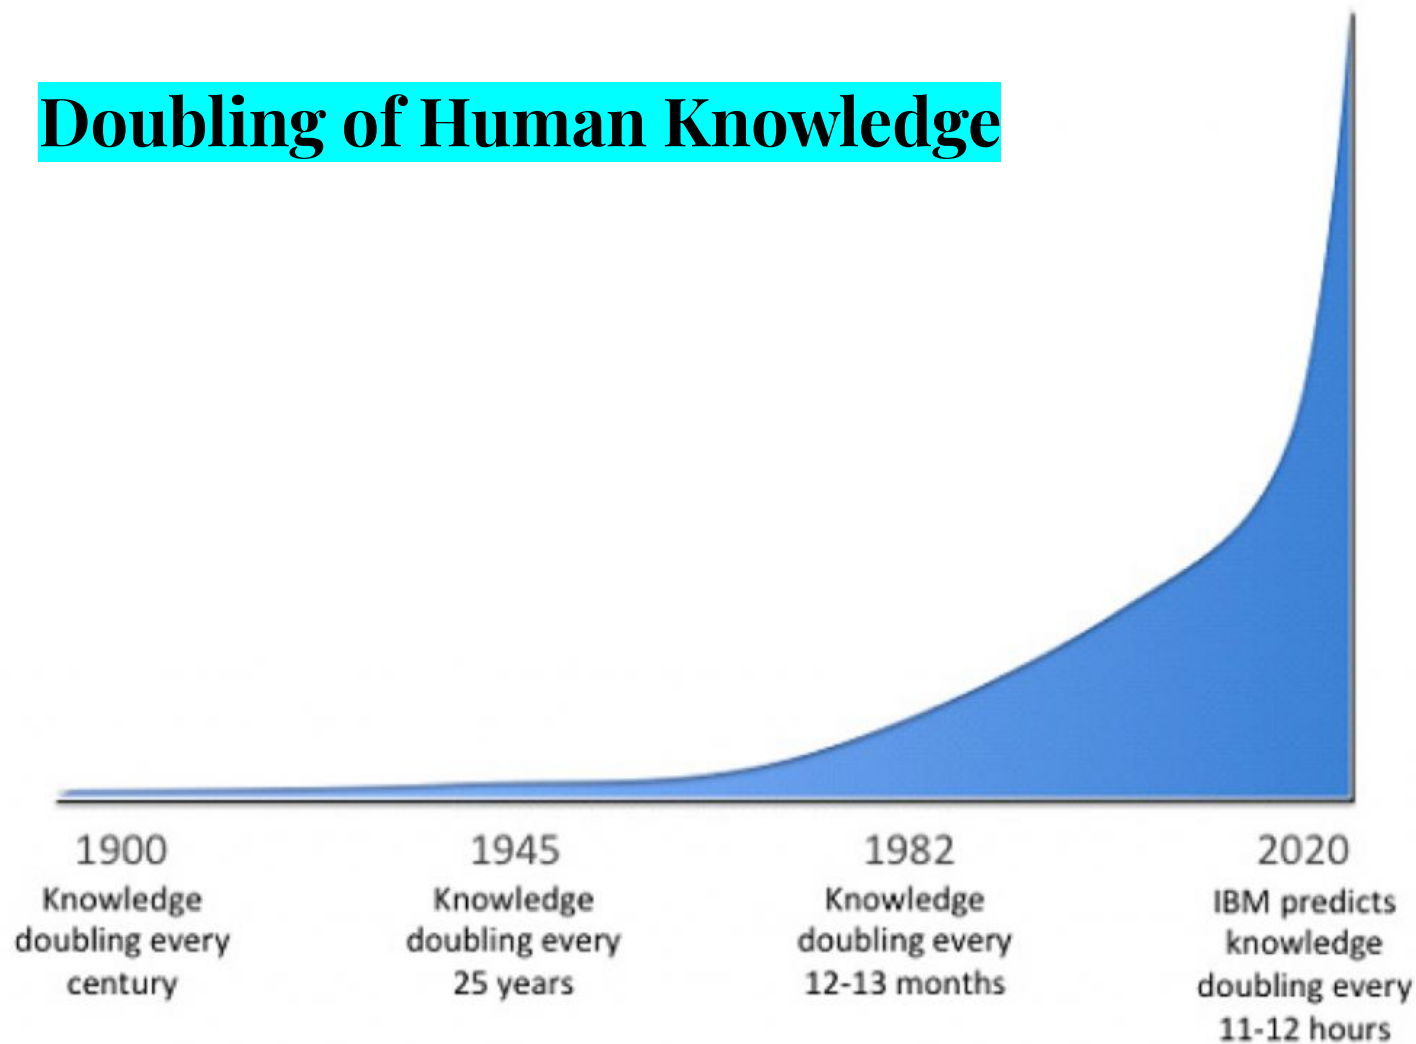 Doubling of Human Knowledge
1900
Knowledge
doubling every
century
1945
Knowledge
doubling every
25 years
1982
Knowledge
doubling every
12-13 months
2020
IBM predicts
knowledge
doubling every
11-12 hours